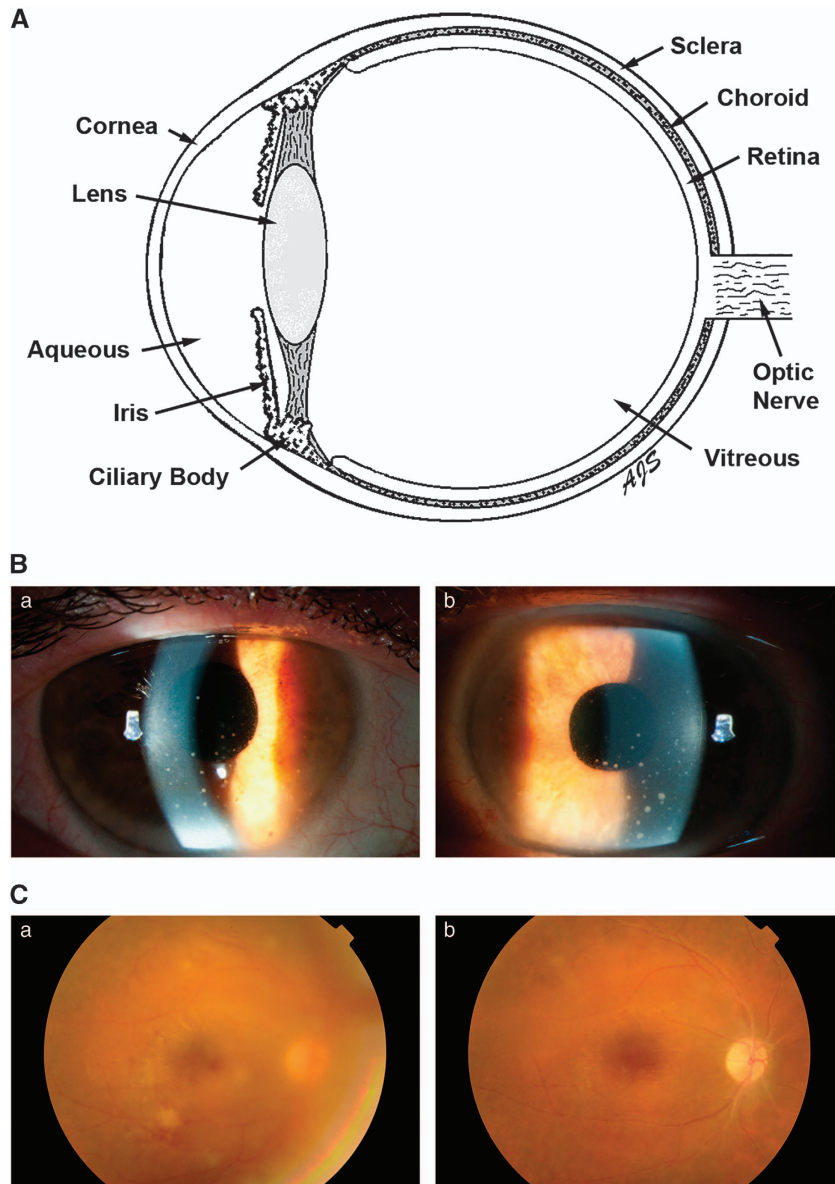 A
Sclera
Choroid
Retina
Cornea
Lens
Aqueous
Iris
Ciliary Body
Optic
Nerve
Vitreous
AJS
B
a
b
C
a
b